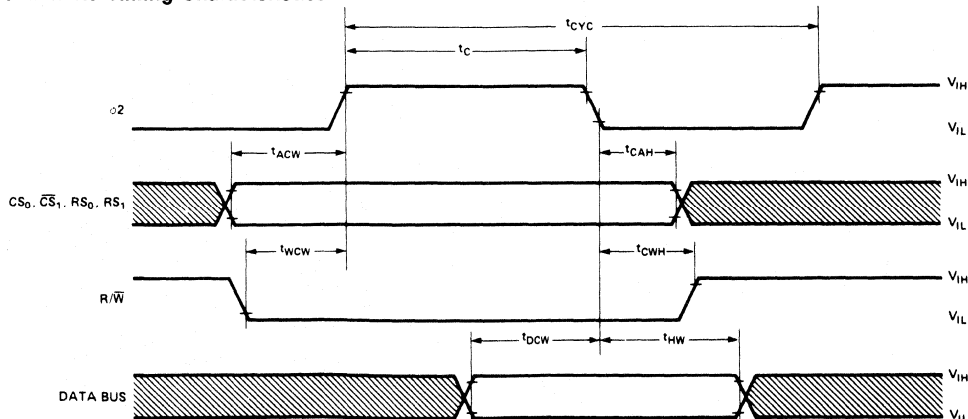 tCYC
tC
φ2
VIH
VIL
tACW
tCAH
CS0. C̅S̅1. RS0. RS1
VIH
VIL
tWCW
tCWH
R/W̅
VIH
VIL
tDCW
tHW
DATA BUS
VIH